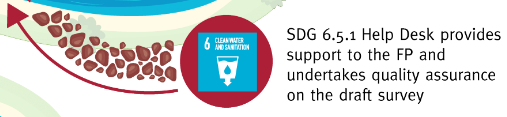 6 CLEAN WATER
AND SANITATION
SDG 6.5.1 Help Desk provides
support to the FP and
undertakes quality assurance
on the draft survey